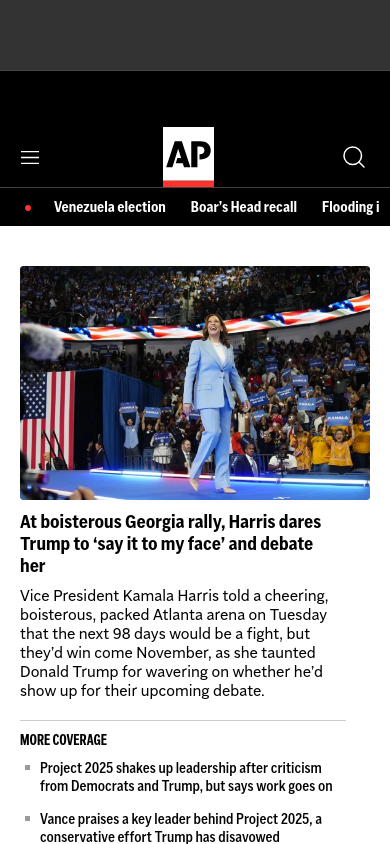 AP
Venezuela election Boar's Head recall Flooding i
KAMALA
KAMALA
KAMALA
At boisterous Georgia rally, Harris dares
Trump to ‘say it to my face’ and debate
her
Vice President Kamala Harris told a cheering,
boisterous, packed Atlanta arena on Tuesday
that the next 98 days would be a fight, but
they’d win come November, as she taunted
Donald Trump for wavering on whether he’d
show up for their upcoming debate.
MORE COVERAGE
Project 2025 shakes up leadership after criticism
from Democrats and Trump, but says work goes on
Vance praises a key leader behind Project 2025, a
conservative effort Trump has disavowed